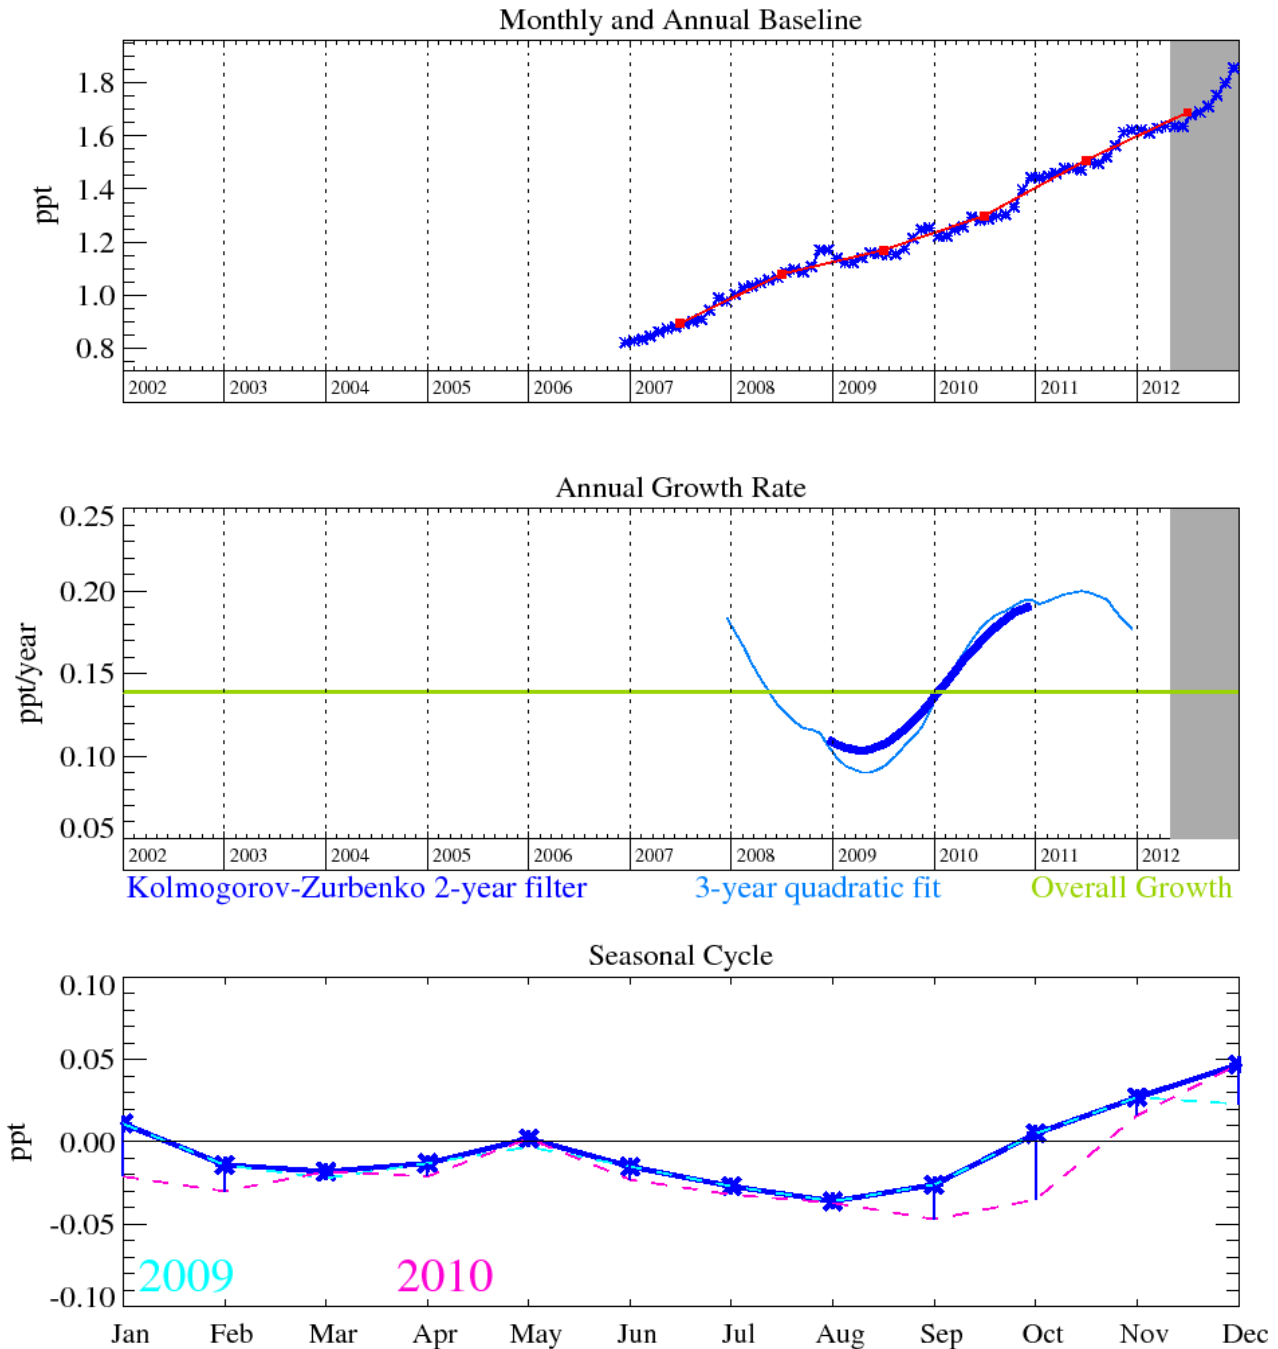 Monthly and Annual Baseline
1.8
1.6
1.4
1.2
1.0
0.8
ppt
2002 2003 2004 2005 2006 2007 2008 2009 2010 2011 2012
Annual Growth Rate
0.25
0.20
0.15
0.10
0.05
ppt/year
2002 2003 2004 2005 2006 2007 2008 2009 2010 2011 2012
Kolmogorov-Zurbenko 2-year filter 3-year quadratic fit Overall Growth
Seasonal Cycle
0.10
0.05
0.00
-0.05
-0.10
ppt
2009 2010
Jan Feb Mar Apr May Jun Jul Aug Sep Oct Nov Dec